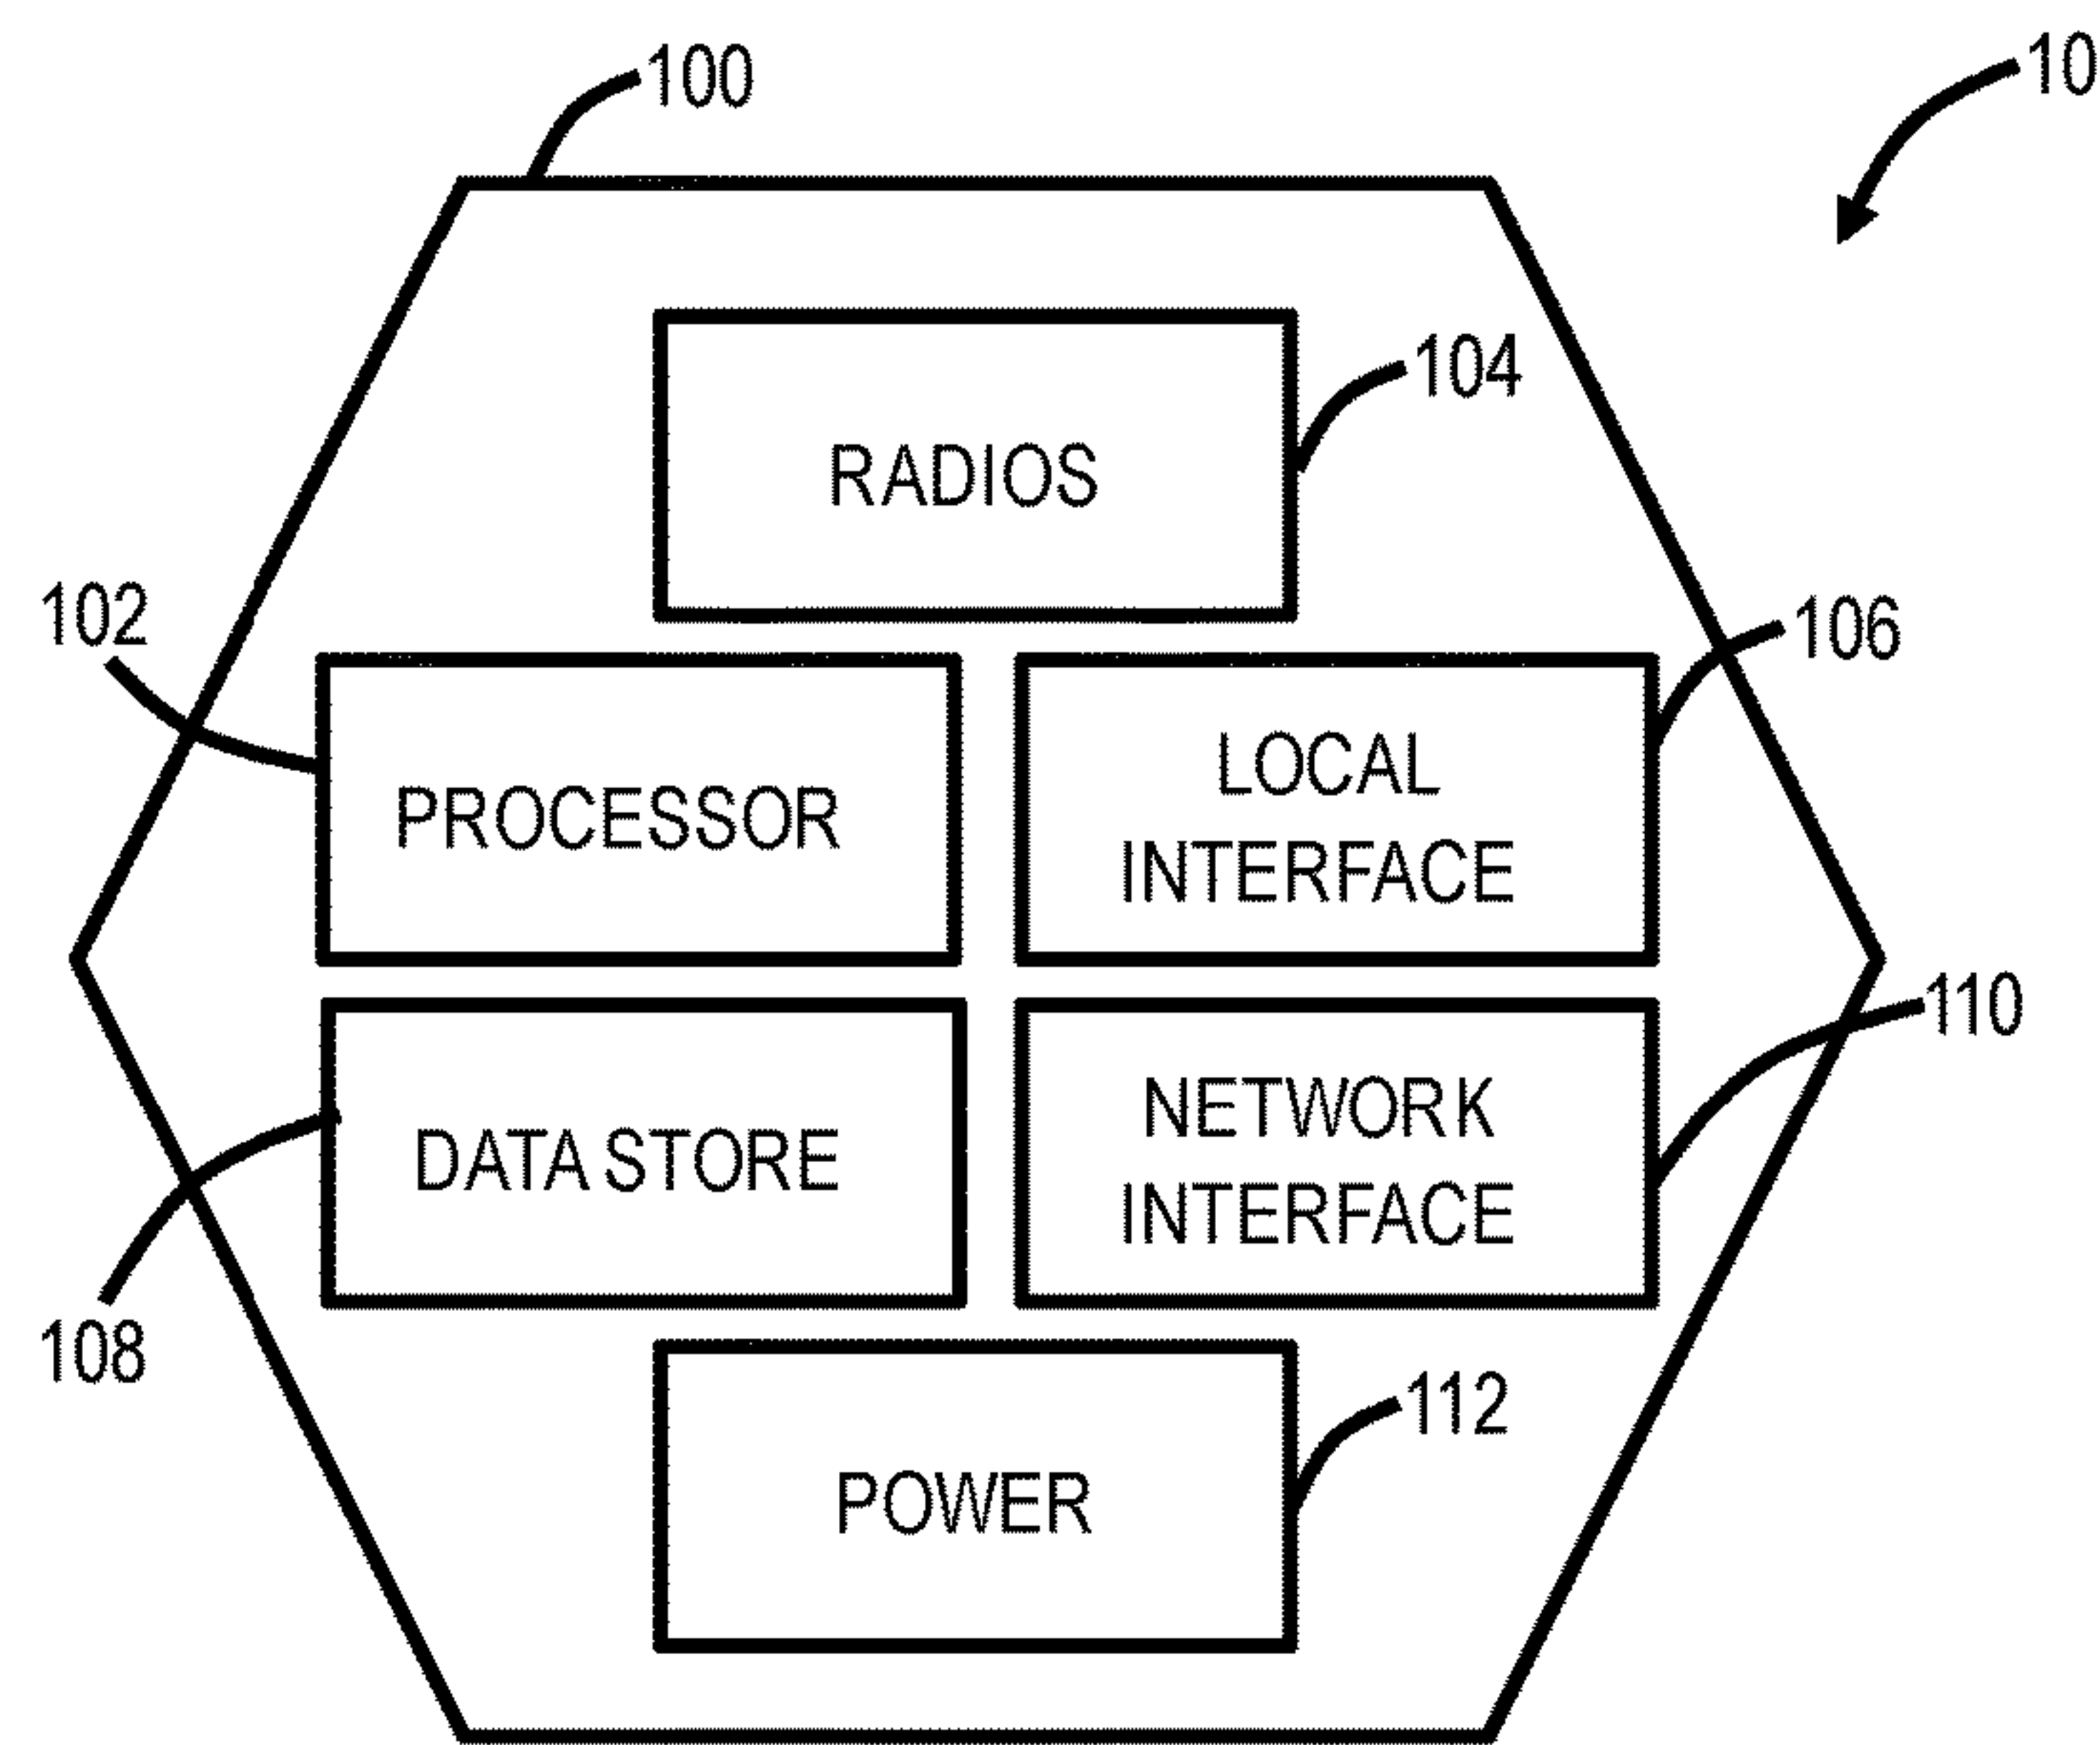 100
10
RADIOS
104
102
106
PROCESSOR
LOCAL
INTERFACE
110
DATA STORE
NETWORK
INTERFACE
108
POWER
112